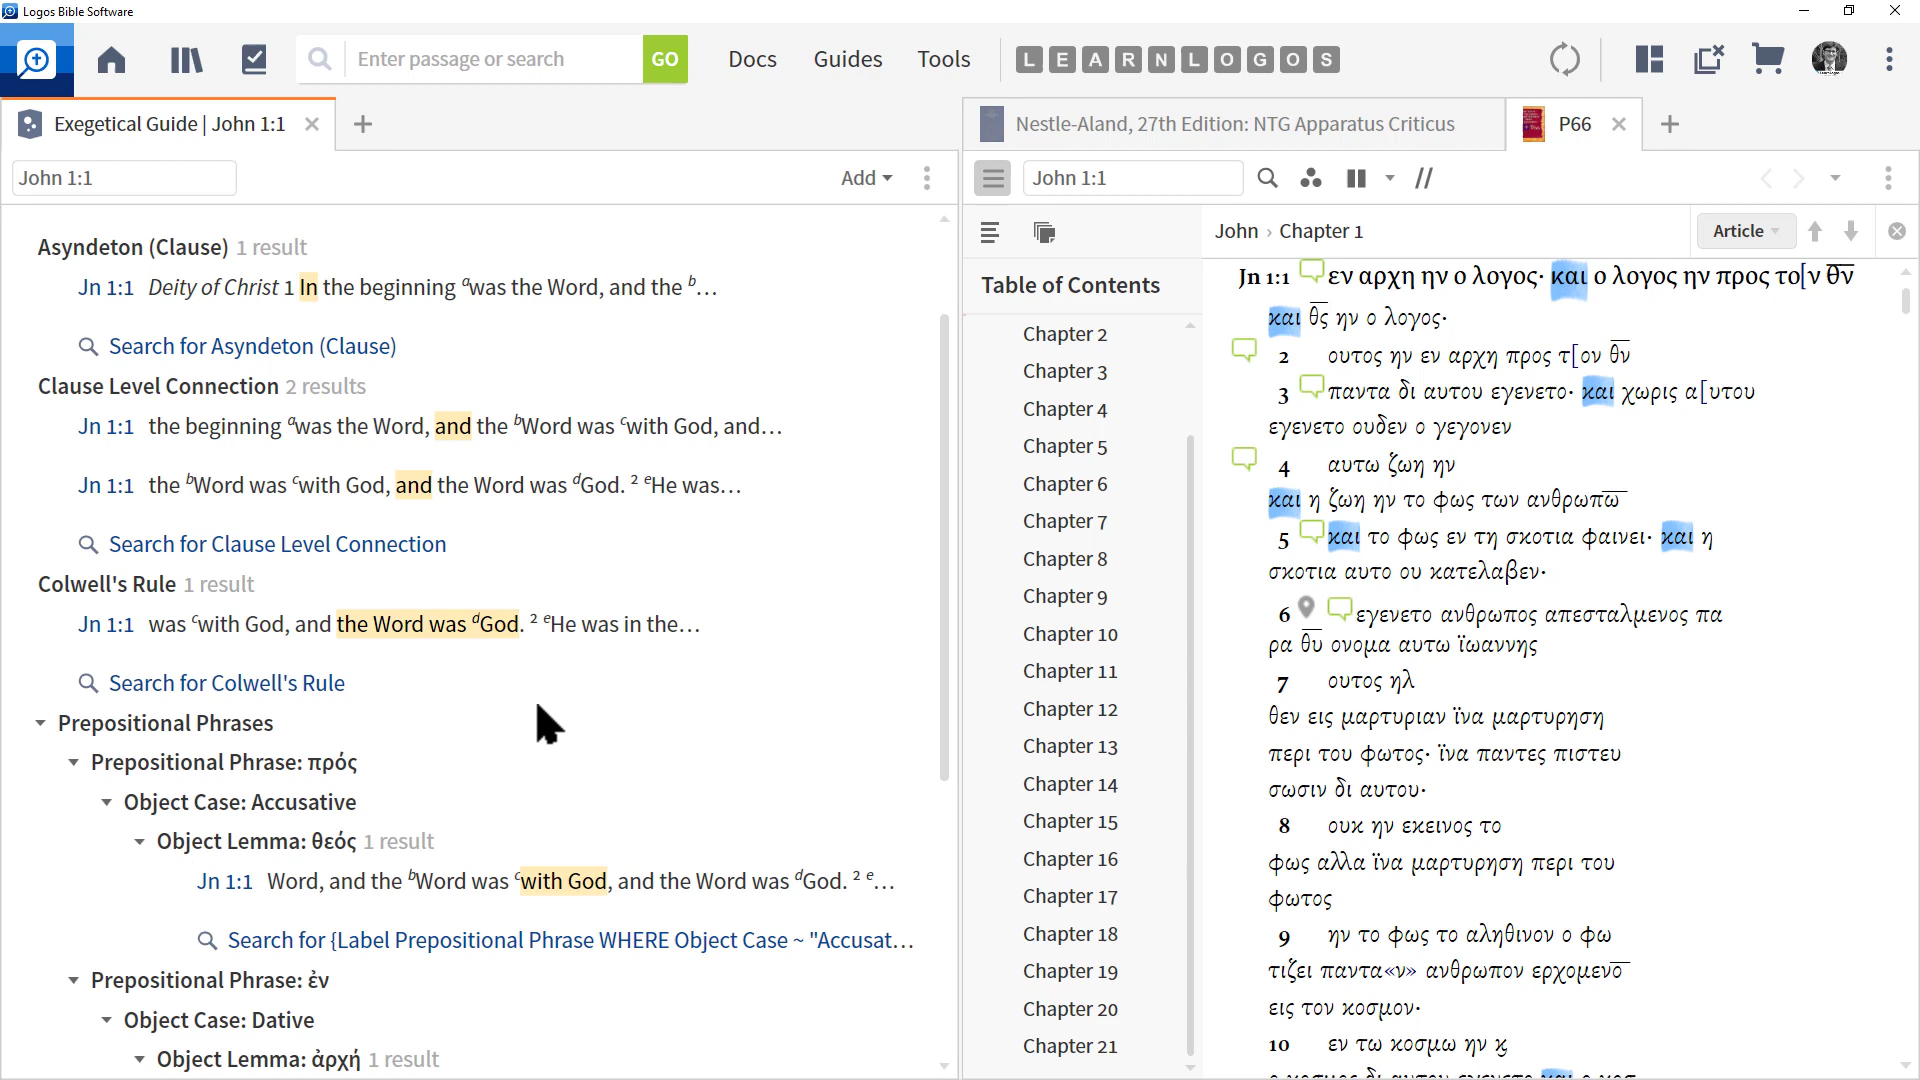 Logos Bible Software
Enter passage or search
GO
Docs
Guides
Tools
LEARNLOGOS
Exegetical Guide | John 1:1
Nestle-Aland, 27th Edition: NTG Apparatus Criticus
P66
John 1:1
Add
Asyndeton (Clause) 1 result
Jn 1:1 Deity of Christ 1 In the beginning ᵃwas the Word, and the ᵇ…
Search for Asyndeton (Clause)
Clause Level Connection 2 results
Jn 1:1 the beginning ᵃwas the Word, and the ᵇWord was ᶜwith God, and…
Jn 1:1 the ᵇWord was ᶜwith God, and the Word was ᵈGod. ² ᵉHe was…
Search for Clause Level Connection
Colwell's Rule 1 result
Jn 1:1 was ᶜwith God, and the Word was ᵈGod. ² ᵉHe was in the…
Search for Colwell's Rule
Prepositional Phrases
Prepositional Phrase: πρός
Object Case: Accusative
Object Lemma: θεός 1 result
Jn 1:1 Word, and the ᵇWord was ᶜwith God, and the Word was ᵈGod. ² ᵉ…
Search for {Label Prepositional Phrase WHERE Object Case ~ "Accusat…
Prepositional Phrase: ἐν
Object Case: Dative
Object Lemma: ἀρχή 1 result
John 1:1
John › Chapter 1
Article
Table of Contents
Chapter 2
Chapter 3
Chapter 4
Chapter 5
Chapter 6
Chapter 7
Chapter 8
Chapter 9
Chapter 10
Chapter 11
Chapter 12
Chapter 13
Chapter 14
Chapter 15
Chapter 16
Chapter 17
Chapter 18
Chapter 19
Chapter 20
Chapter 21
Jn 1:1 εν αρχη ην ο λογος· και ο λογος ην προς το[ν θ̅ν̅
και θ̅ς̅ ην ο λογος·
2 ουτος ην εν αρχη προς τ[ον θ̅ν̅
3 παντα δι αυτου εγενετο· και χωρις α[υτου
εγενετο ουδεν ο γεγονεν
4 αυτω ζωη ην
και η ζωη ην το φως των ανθρωπω̅
5 και το φως εν τη σκοτια φαινει· και η
σκοτια αυτο ου κατελαβεν·
6 εγενετο ανθρωπος απεσταλμενος πα
ρα θ̅υ̅ ονομα αυτω ϊωαννης
7 ουτος ηλ
θεν εις μαρτυριαν ϊνα μαρτυρηση
περι του φωτος· ϊνα παντες πιστευ
σωσιν δι αυτου·
8 ουκ ην εκεινος το
φως αλλα ϊνα μαρτυρηση περι του
φωτος
9 ην το φως το αληθινον ο φω
τιζει παντα«ν» ανθρωπον ερχομενο̅
εις τον κοσμον·
10 εν τω κοσμω ην ϗ